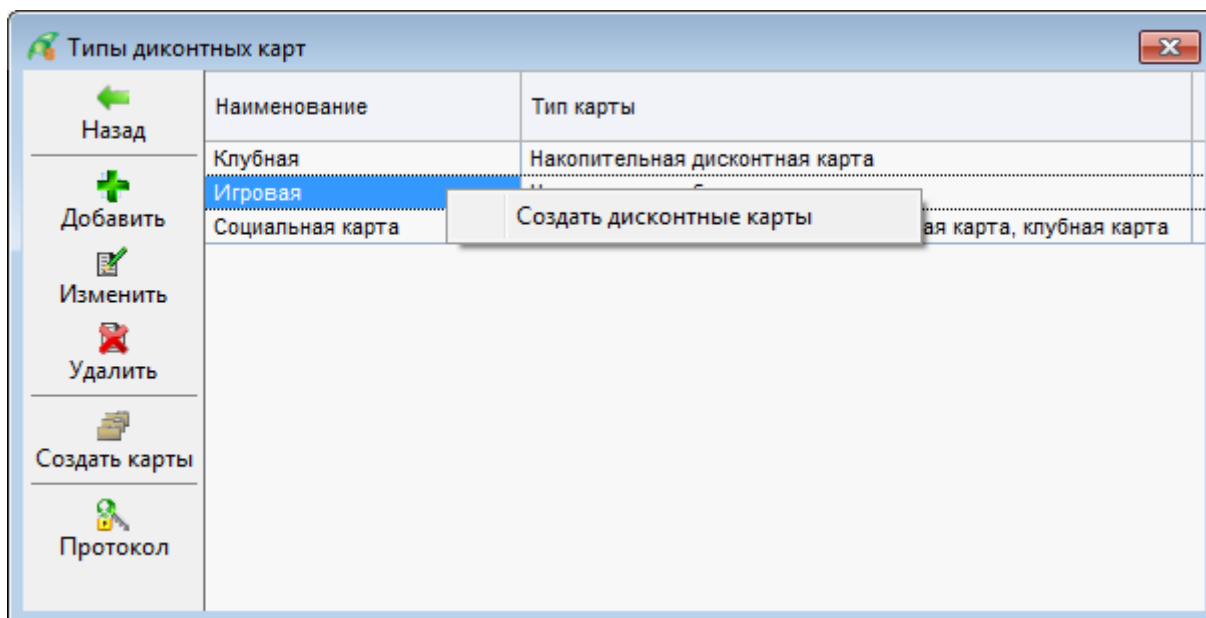 Типы диконтных карт
Назад
Добавить
Изменить
Удалить
Создать карты
Протокол
Наименование Тип карты
Клубная Накопительная дисконтная карта
Игровая
Создать дисконтные карты
Социальная карта ая карта, клубная карта